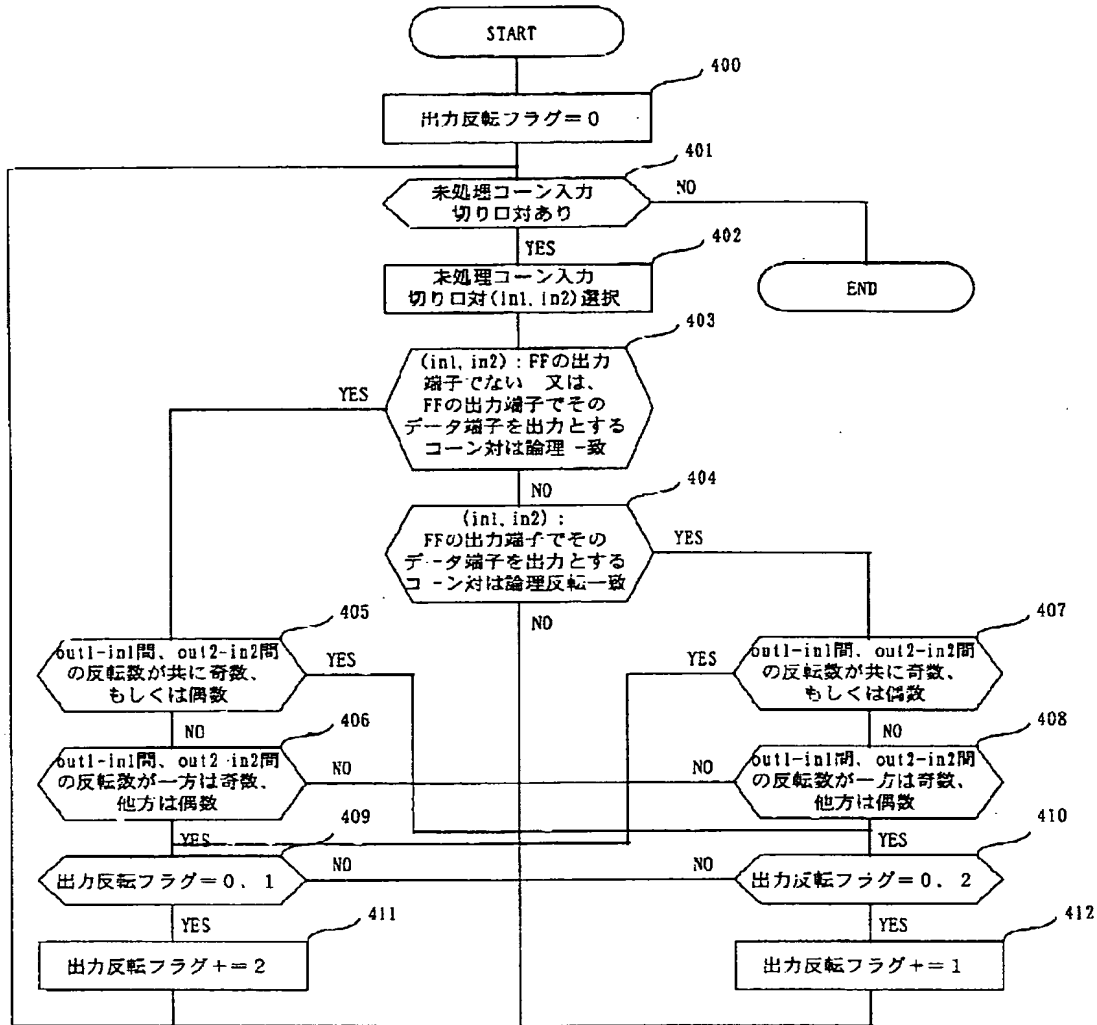 START
400
出力反転フラグ＝０
401
未処理コーン入力
切り口対あり
NO
YES
402
未処理コーン入力
切り口対(in1, in2)選択
END
403
(in1, in2)：FFの出力
端子でない 又は、
FFの出力端子でその
データ端子を出力とする
コーン対は論理一致
YES
NO
404
(in1, in2)：
FFの出力端子でその
データ端子を出力とする
コーン対は論理反転一致
YES
NO
405
out1-in1間、out2-in2間
の反転数が共に奇数、
もしくは偶数
YES
NO
407
out1-in1間、out2-in2間
の反転数が共に奇数、
もしくは偶数
YES
NO
406
out1-in1間、out2-in2間
の反転数が一方は奇数、
他方は偶数
NO
YES
408
out1-in1間、out2-in2間
の反転数が一方は奇数、
他方は偶数
NO
YES
409
出力反転フラグ＝０．１
NO
YES
410
出力反転フラグ＝０．２
NO
YES
411
出力反転フラグ＋＝２
412
出力反転フラグ＋＝１